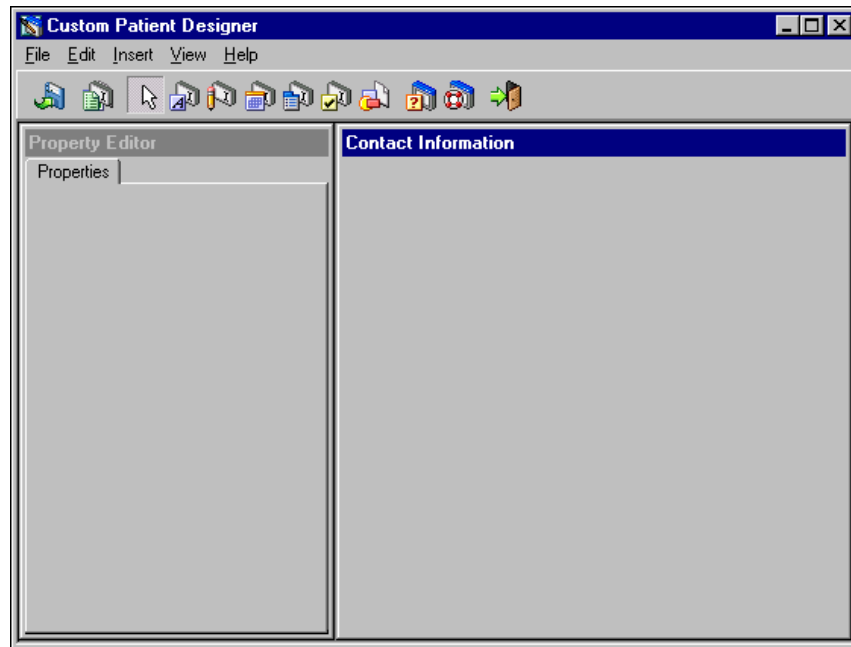 Custom Patient Designer
File Edit Insert View Help
Property Editor
Contact Information
Properties